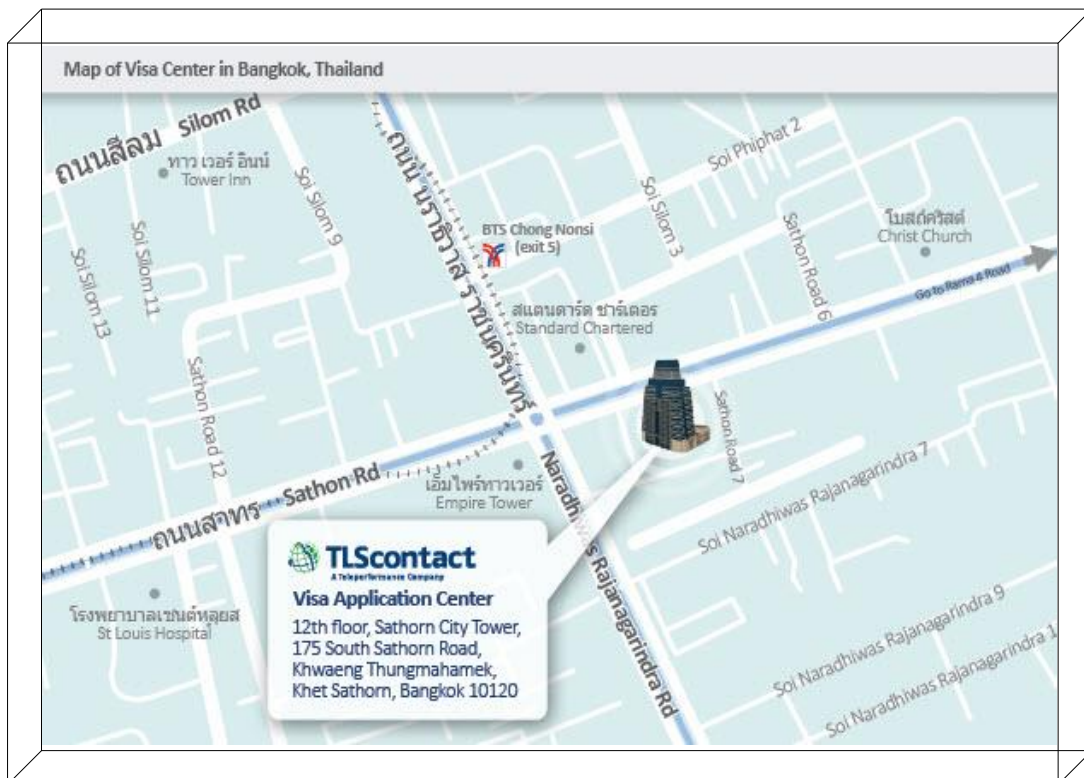 Map of Visa Center in Bangkok, Thailand
ถนนสีลม Silom Rd
ทาว เวอร์ อินน์
Tower Inn
Soi Silom 9
Soi Silom 11
Soi Silom 13
ถนน นราธิวาส ราชนครินทร์
BTS Chong Nonsi
(exit 5)
Soi Silom 3
Soi Phiphat 2
Sathon Road 6
โบสถ์คริสต์
Christ Church
Go to Rama 4 Road
สแตนดาร์ด ชาร์เตอร
Standard Chartered
Sathon Road 12
Sathon Road 7
ถนนสาทร Sathon Rd
เอ็มไพร์ทาวเวอร์
Empire Tower
Naradhiwas Rajanagarindra Rd
Soi Naradhiwas Rajanagarindra 7
Soi Naradhiwas Rajanagarindra 9
Soi Naradhiwas Rajanagarindra 1
โรงพยาบาลเซนต์หลุยส
St Louis Hospital
TLScontact
A Teleperformance Company
Visa Application Center
12th floor, Sathorn City Tower,
175 South Sathorn Road,
Khwaeng Thungmahamek,
Khet Sathorn, Bangkok 10120